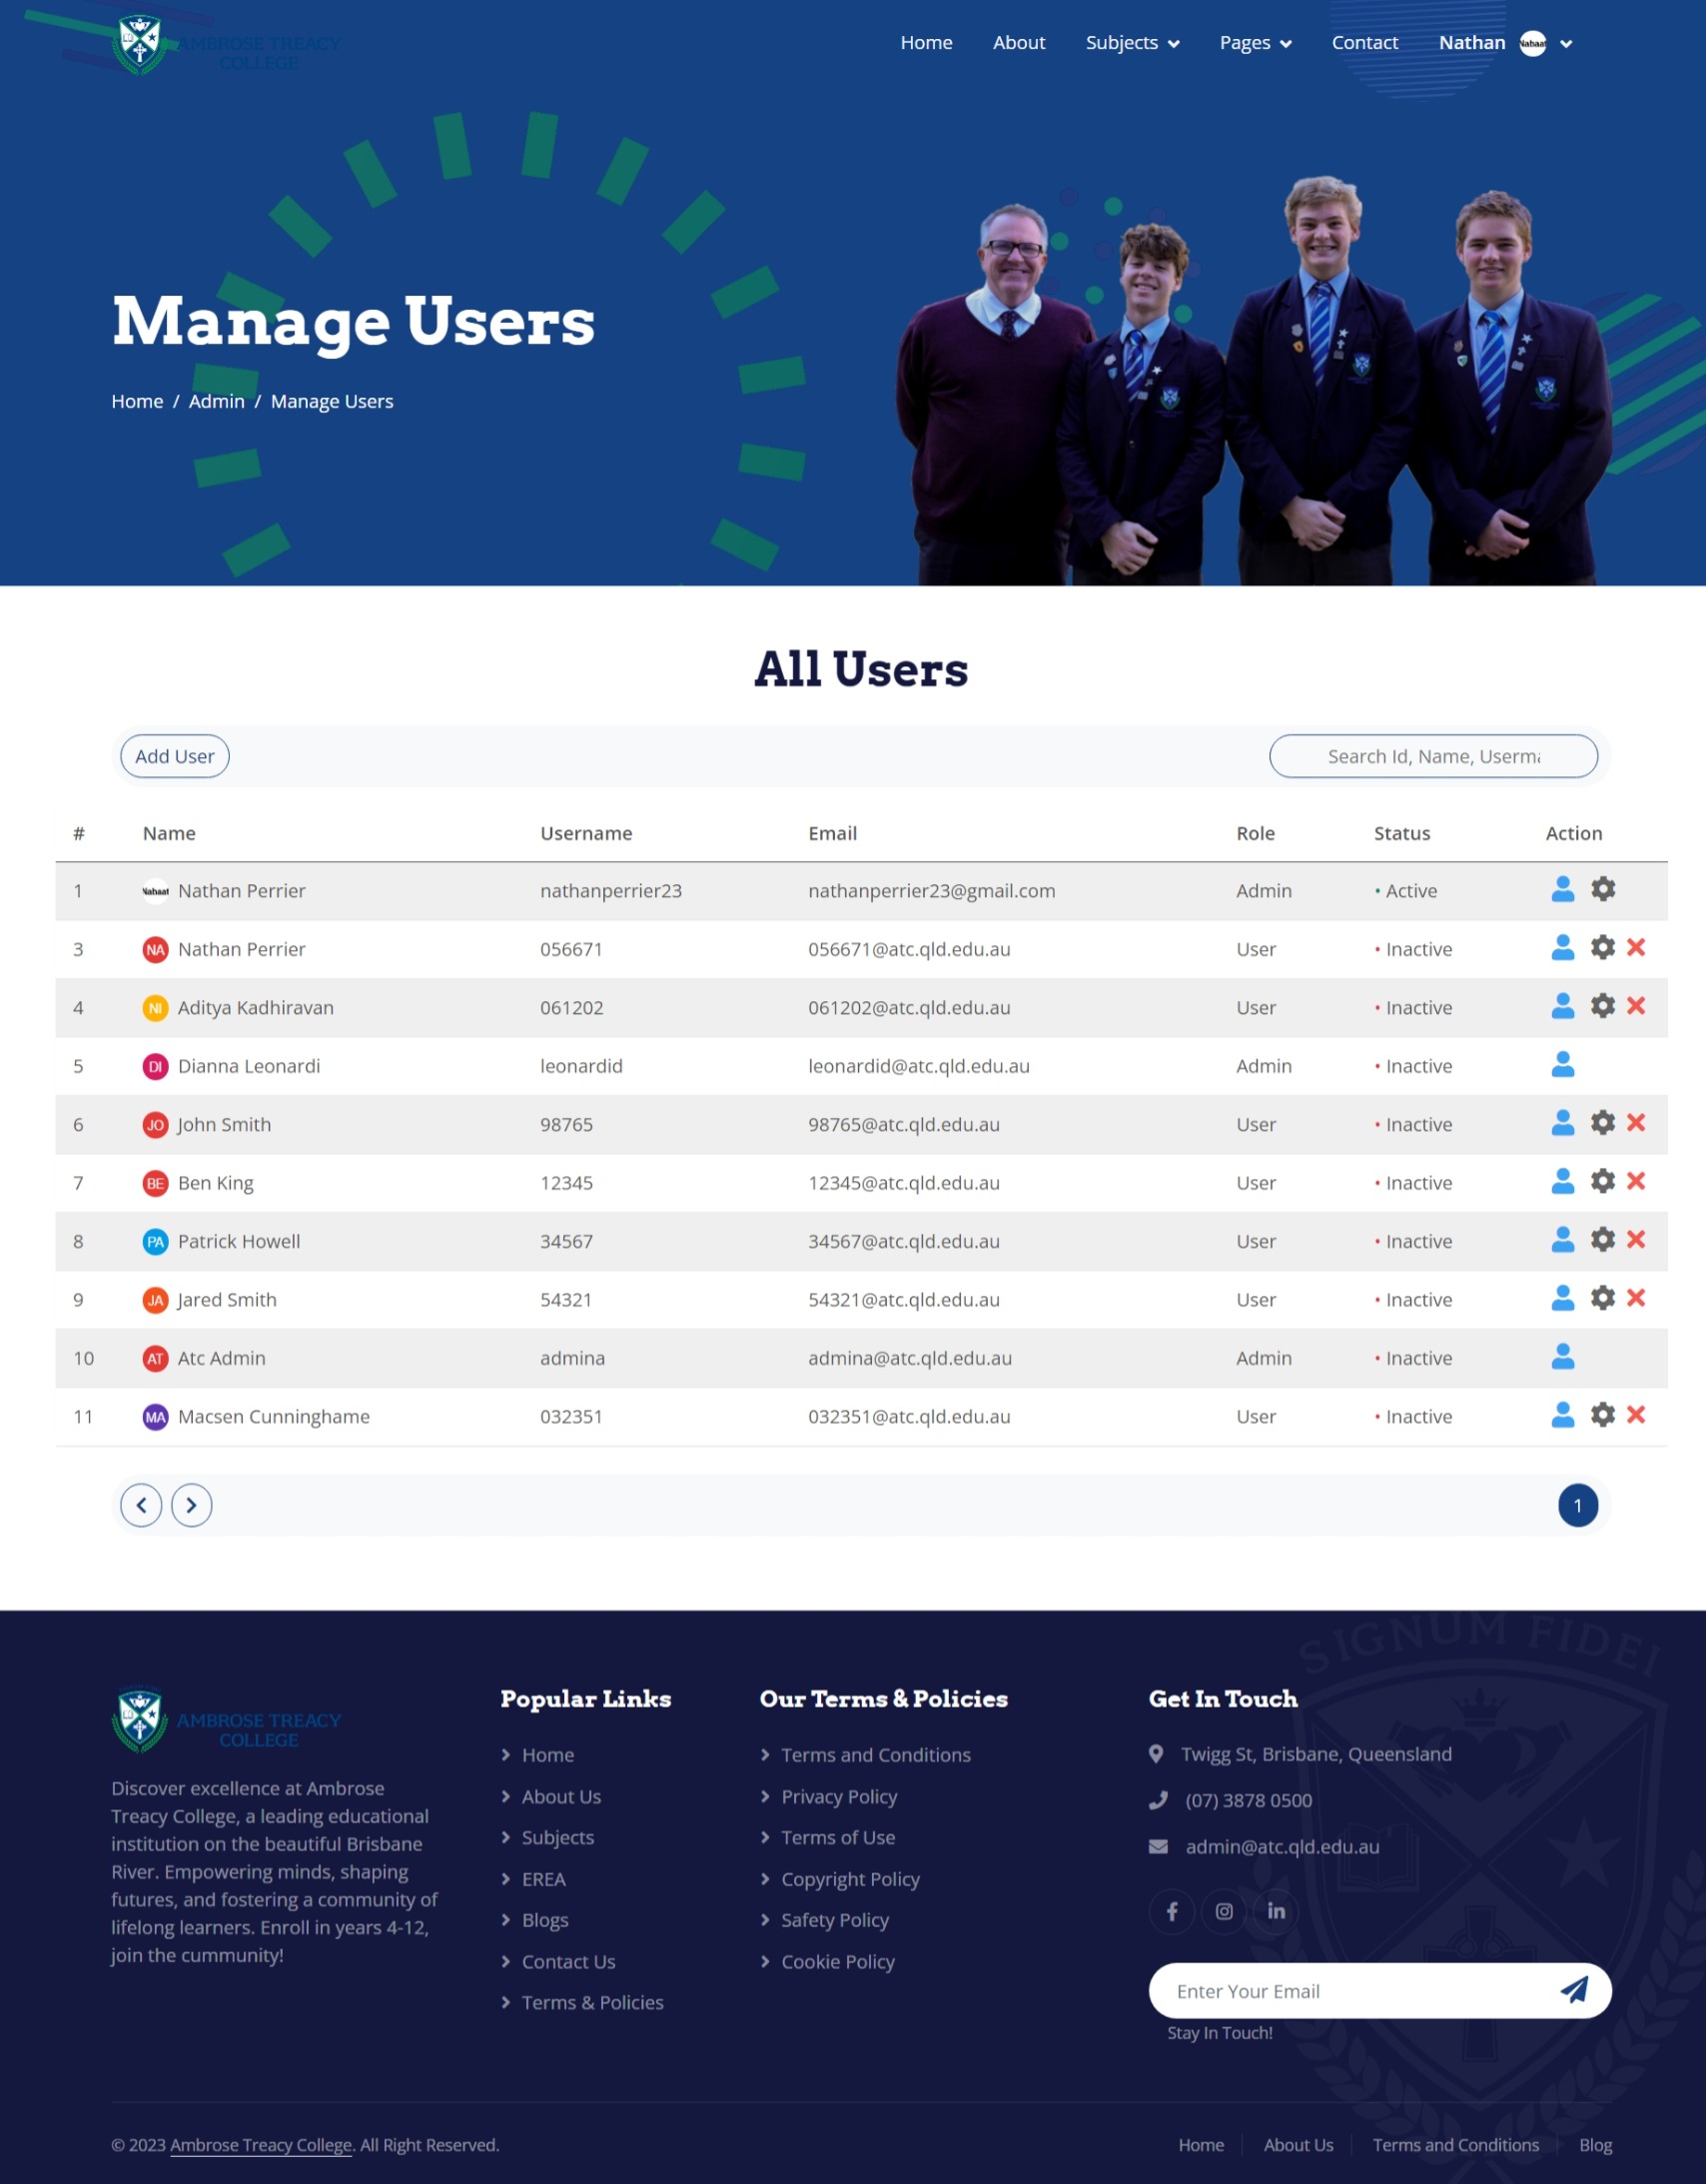 AMBROSE TREACY
COLLEGE
Home About Subjects Pages Contact Nathan Nabaat
Manage Users
Home / Admin / Manage Users
All Users
Add User Search Id, Name, Userma
# Name Username Email Role Status Action
1 Nabaat Nathan Perrier nathanperrier23 nathanperrier23@gmail.com Admin • Active
3 NA Nathan Perrier 056671 056671@atc.qld.edu.au User • Inactive
4 NI Aditya Kadhiravan 061202 061202@atc.qld.edu.au User • Inactive
5 DI Dianna Leonardi leonardid leonardid@atc.qld.edu.au Admin • Inactive
6 JO John Smith 98765 98765@atc.qld.edu.au User • Inactive
7 BE Ben King 12345 12345@atc.qld.edu.au User • Inactive
8 PA Patrick Howell 34567 34567@atc.qld.edu.au User • Inactive
9 JA Jared Smith 54321 54321@atc.qld.edu.au User • Inactive
10 AT Atc Admin admina admina@atc.qld.edu.au Admin • Inactive
11 MA Macsen Cunninghame 032351 032351@atc.qld.edu.au User • Inactive
1
SIGNUM FIDEI
AMBROSE TREACY
COLLEGE
Discover excellence at Ambrose
Treacy College, a leading educational
institution on the beautiful Brisbane
River. Empowering minds, shaping
futures, and fostering a community of
lifelong learners. Enroll in years 4-12,
join the cummunity!
Popular Links
Home
About Us
Subjects
EREA
Blogs
Contact Us
Terms & Policies
Our Terms & Policies
Terms and Conditions
Privacy Policy
Terms of Use
Copyright Policy
Safety Policy
Cookie Policy
Get In Touch
Twigg St, Brisbane, Queensland
(07) 3878 0500
admin@atc.qld.edu.au
Enter Your Email
Stay In Touch!
© 2023 Ambrose Treacy College. All Right Reserved.
Home About Us Terms and Conditions Blog